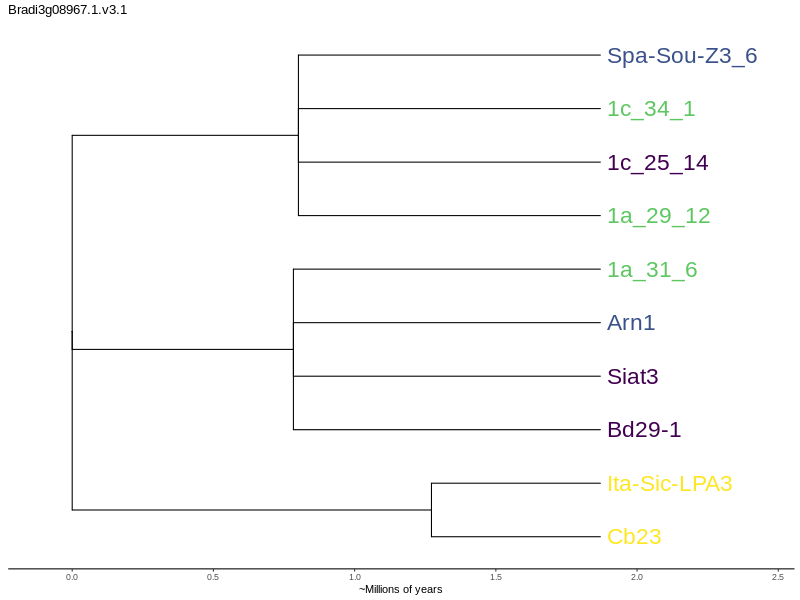 Bradi3g08967.1.v3.1
Spa-Sou-Z3_6
1c_34_1
1c_25_14
1a_29_12
1a_31_6
Arn1
Siat3
Bd29-1
Ita-Sic-LPA3
Cb23
0.0 0.5 1.0 1.5 2.0 2.5
~Millions of years